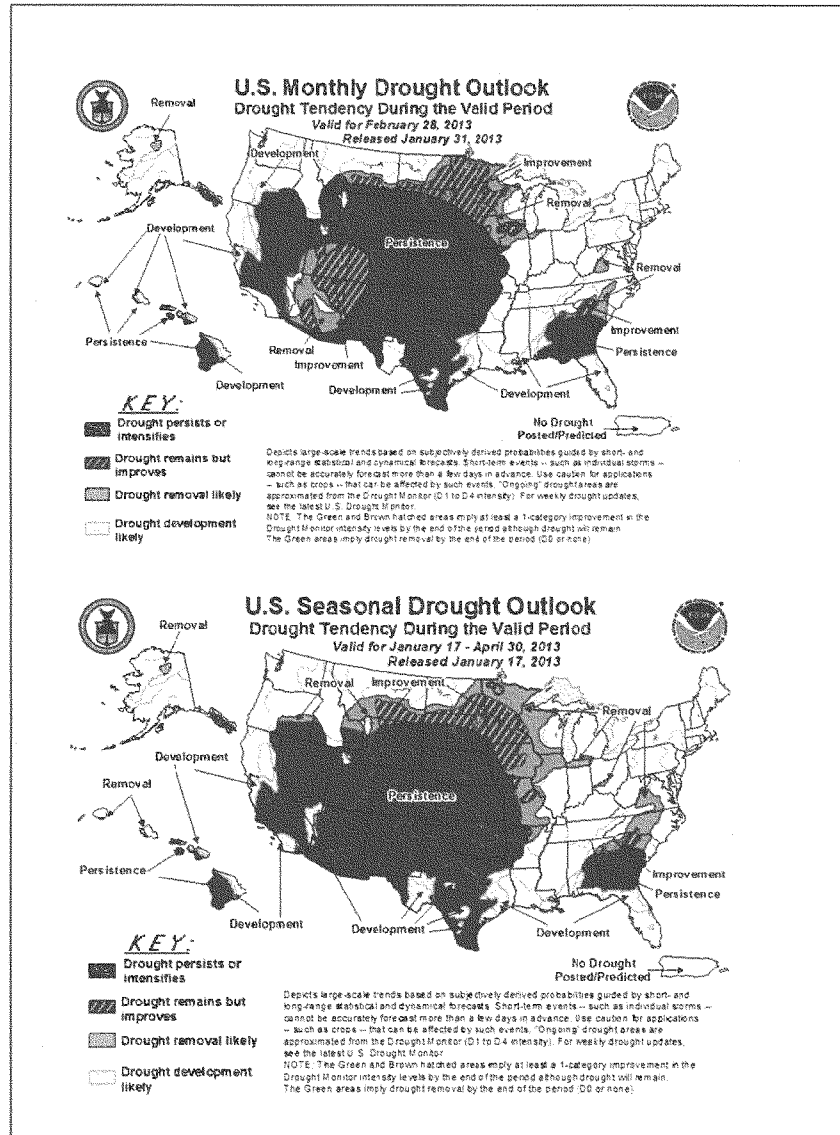 U.S. Monthly Drought Outlook
Drought Tendency During the Valid Period
Valid for February 28, 2013
Released January 31, 2013
Removal
Development
Improvement
Removal
Development
Persistence
Removal
Persistence
Improvement
Removal
Improvement
Persistence
Development
Development
Development
KEY:
Drought persists or
intensifies
Drought remains but
improves
Drought removal likely
Drought development
likely
No Drought
Posted/Predicted
Depicts large-scale trends based on subjectively derived probabilities guided by short- and
long-range statistical and dynamical forecasts. Short-term events -- such as individual storms --
cannot be accurately forecast more than a few days in advance. Use caution for applications
-- such as crops -- that can be affected by such events. "Ongoing" drought areas are
approximated from the Drought Monitor (D1 to D4 intensity). For weekly drought updates,
see the latest U.S. Drought Monitor.
NOTE: The Green and Brown hatched areas imply at least a 1-category improvement in the
Drought Monitor intensity levels by the end of the period although drought will remain.
The Green areas imply drought removal by the end of the period (D0 or none)
U.S. Seasonal Drought Outlook
Drought Tendency During the Valid Period
Valid for January 17 - April 30, 2013
Released January 17, 2013
Removal
Removal
Improvement
Removal
Development
Removal
Persistence
Persistence
Improvement
Persistence
Development
Development
Development
KEY:
Drought persists or
intensifies
Drought remains but
improves
Drought removal likely
Drought development
likely
No Drought
Posted/Predicted
Depicts large-scale trends based on subjectively derived probabilities guided by short- and
long-range statistical and dynamical forecasts. Short-term events -- such as individual storms --
cannot be accurately forecast more than a few days in advance. Use caution for applications
-- such as crops -- that can be affected by such events. "Ongoing" drought areas are
approximated from the Drought Monitor (D1 to D4 intensity). For weekly drought updates,
see the latest U.S. Drought Monitor.
NOTE: The Green and Brown hatched areas imply at least a 1-category improvement in the
Drought Monitor intensity levels by the end of the period although drought will remain.
The Green areas imply drought removal by the end of the period (D0 or none)